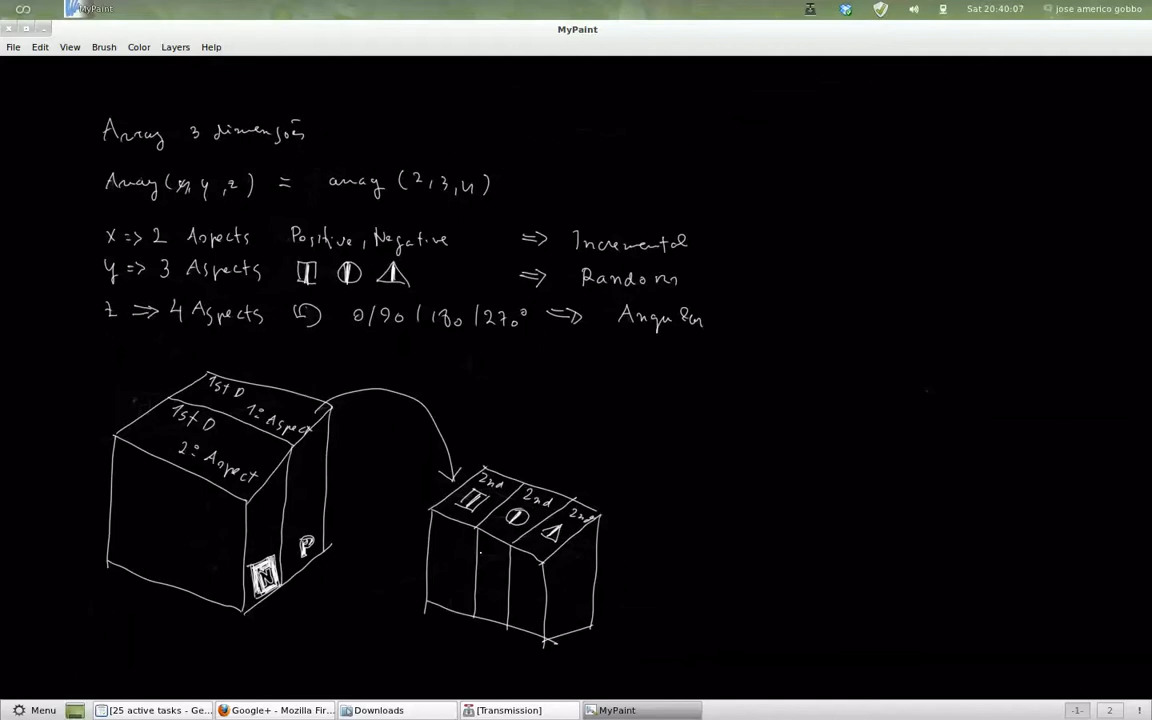 MyPaint
Sat 20:40:07
jose americo gobbo
MyPaint
File Edit View Brush Color Layers Help
Array 3 dimensões
Array(x, y, z) = array (2,3,4)
x => 2 Aspects Positive, Negative => Incremental
y => 3 Aspects => Random
z => 4 Aspects 0/90/180/270° => Angular
1st D
1º Aspect
1st D
2º Aspect
N
P
2nd
2nd
2nd
Menu
[25 active tasks - Ge...
Google+ - Mozilla Fir...
Downloads
[Transmission]
MyPaint
-1-
2
!